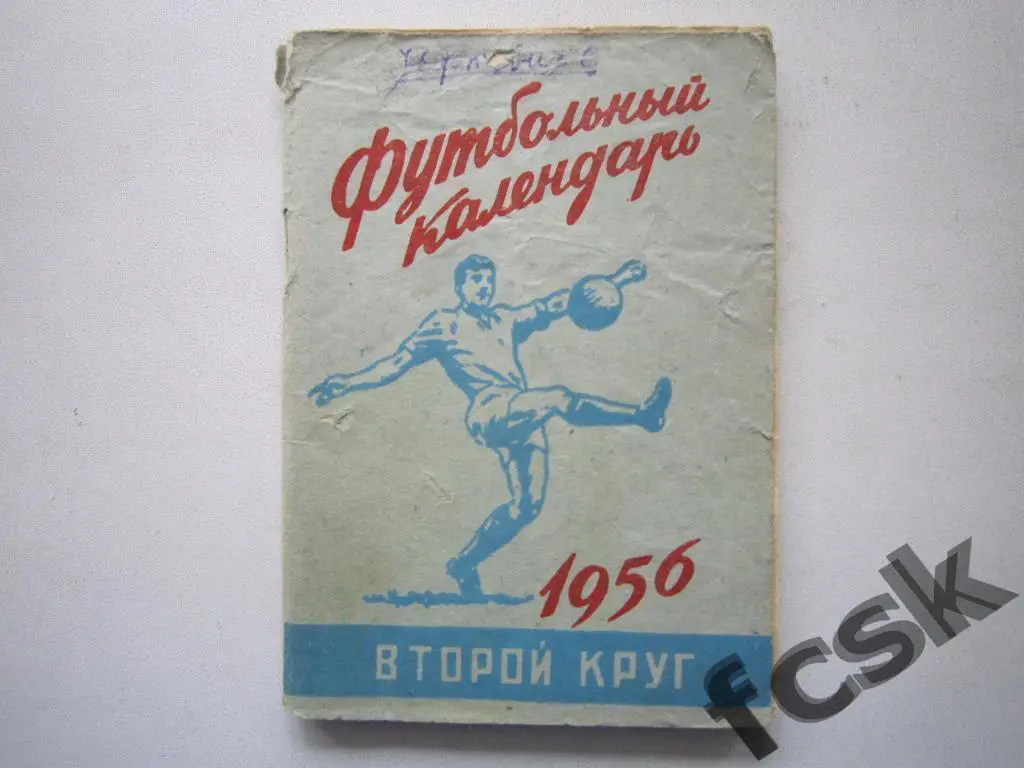 Футбольный
календарь
1956
ВТОРОЙ КРУГ
fcsk